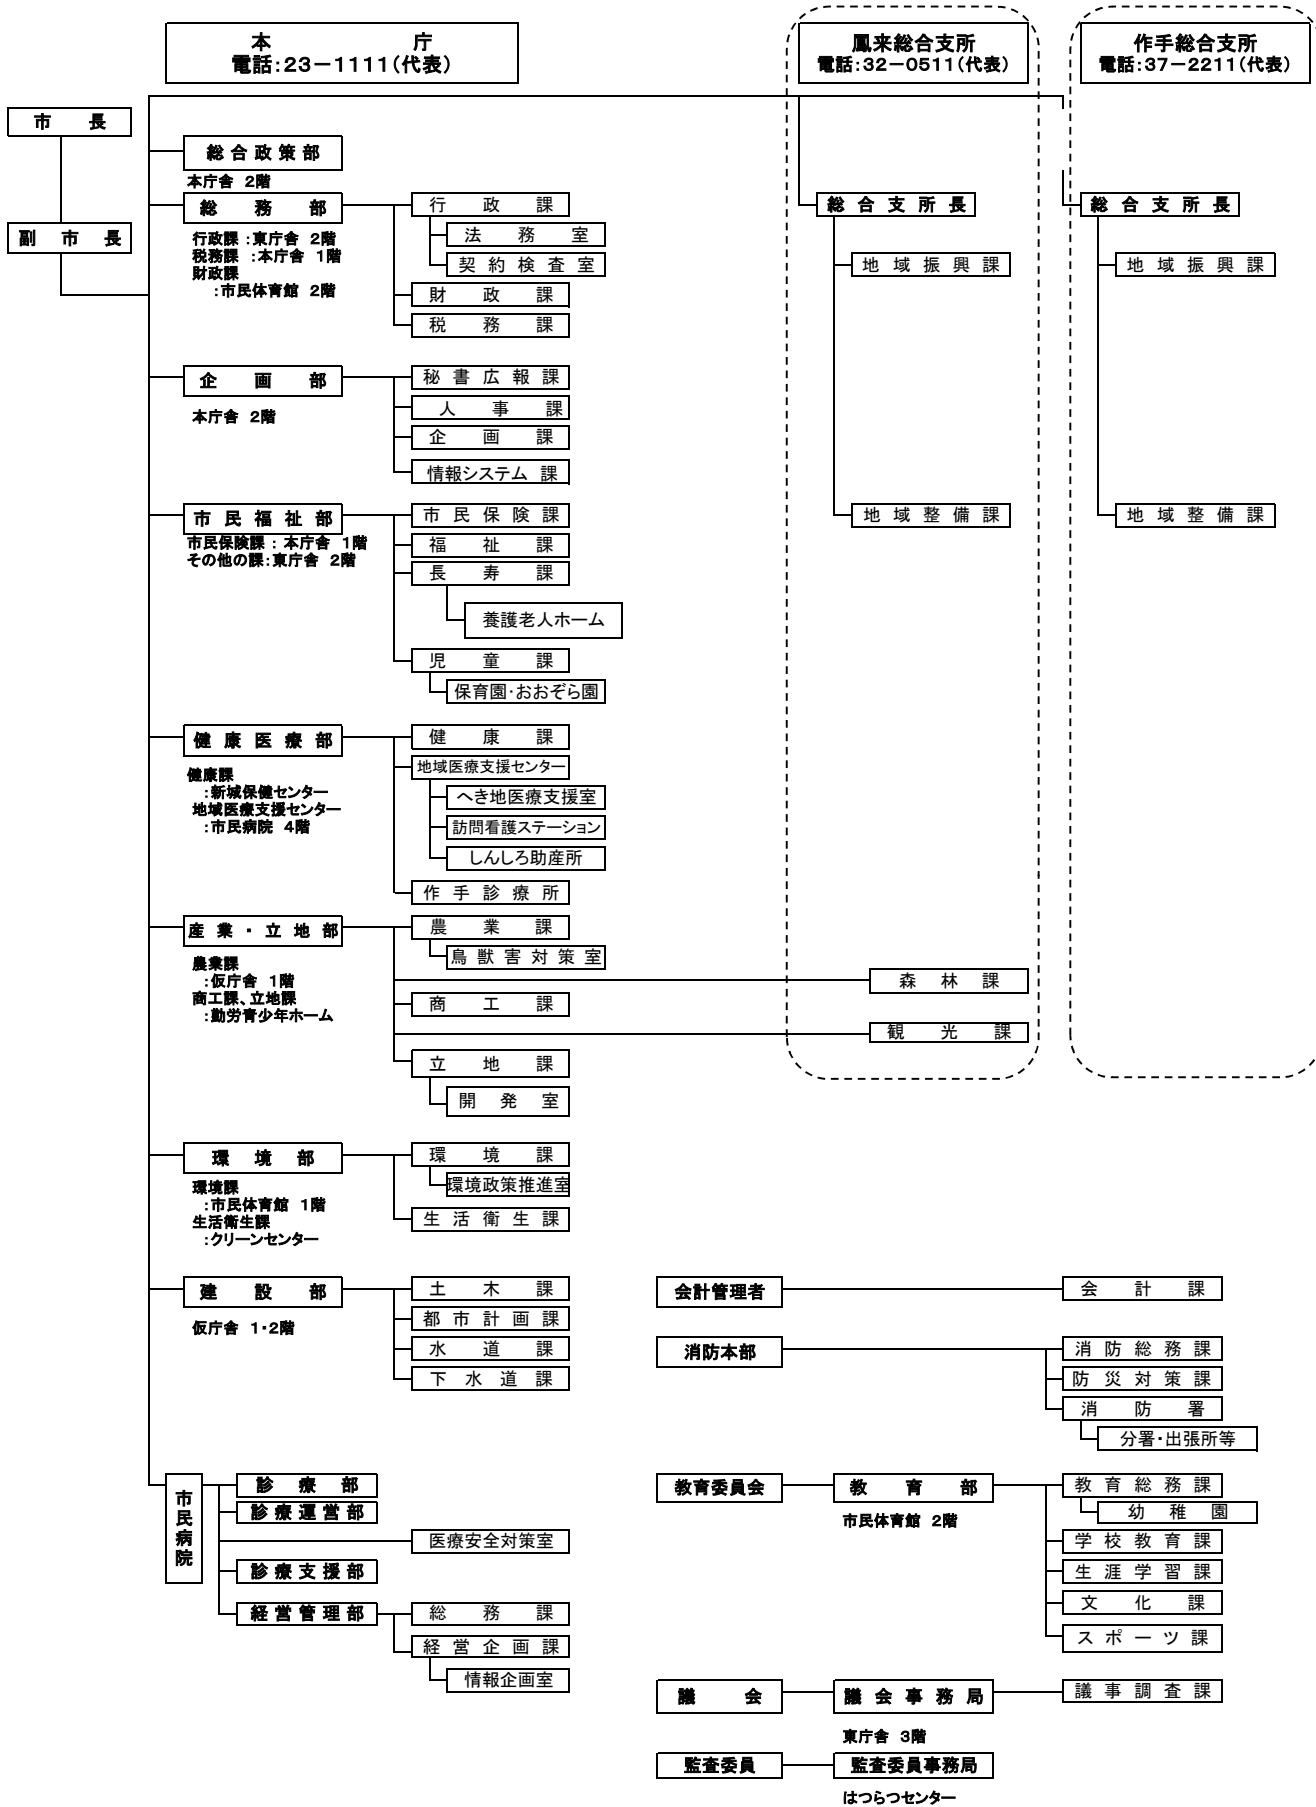 本 庁
電話:23-1111(代表)
鳳来総合支所
電話:32-0511(代表)
作手総合支所
電話:37-2211(代表)
市 長
副 市 長
総合政策部
本庁舎 2階
総 務 部
行政課:東庁舎 2階
税務課:本庁舎 1階
財政課
:市民体育館 2階
行 政 課
法 務 室
契約検査室
財 政 課
税 務 課
企 画 部
本庁舎 2階
秘書広報課
人 事 課
企 画 課
情報システム 課
市民福祉部
市民保険課:本庁舎 1階
その他の課:東庁舎 2階
市民保険課
福 祉 課
長 寿 課
養護老人ホーム
児 童 課
保育園・おおぞら園
健康医療部
健康課
:新城保健センター
地域医療支援センター
:市民病院 4階
健 康 課
地域医療支援センター
へき地医療支援室
訪問看護ステーション
しんしろ助産所
作手診療所
産業・立地部
農業課
:仮庁舎 1階
商工課、立地課
:勤労青少年ホーム
農 業 課
鳥獣害対策室
商 工 課
立 地 課
開 発 室
環 境 部
環境課
:市民体育館 1階
生活衛生課
:クリーンセンター
環 境 課
環境政策推進室
生活衛生課
建 設 部
仮庁舎 1・2階
土 木 課
都市計画課
水 道 課
下 水 道 課
市民病院
診 療 部
診療運営部
医療安全対策室
診療支援部
経営管理部
総 務 課
経営企画課
情報企画室
総合支所長
地域振興課
地域整備課
森 林 課
観 光 課
総合支所長
地域振興課
地域整備課
会計管理者
会 計 課
消防本部
消防総務課
防災対策課
消 防 署
分署・出張所等
教育委員会
教 育 部
市民体育館 2階
教育総務課
幼 稚 園
学校教育課
生涯学習課
文 化 課
スポーツ課
議 会
議会事務局
東庁舎 3階
議事調査課
監査委員
監査委員事務局
はつらつセンター